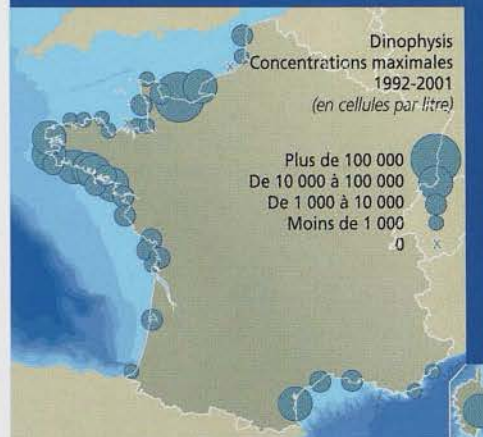 Dinophysis
Concentrations maximales
1992-2001
(en cellules par litre)
Plus de 100 000
De 10 000 à 100 000
De 1 000 à 10 000
Moins de 1 000
0 x